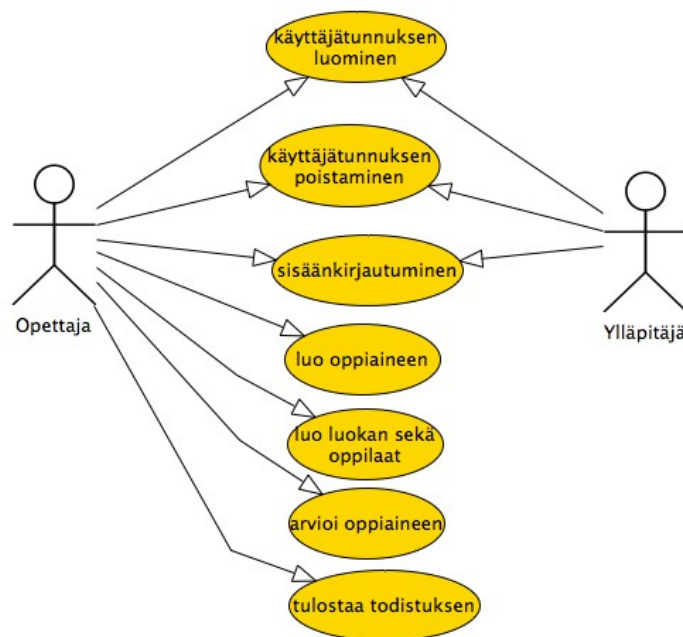 käyttäjätunnuksen
luominen
käyttäjätunnuksen
poistaminen
sisäänkirjautuminen
Opettaja
Ylläpitäjä
luo oppiaineen
luo luokan sekä
oppilaat
arvioi oppiaineen
tulostaa todistuksen